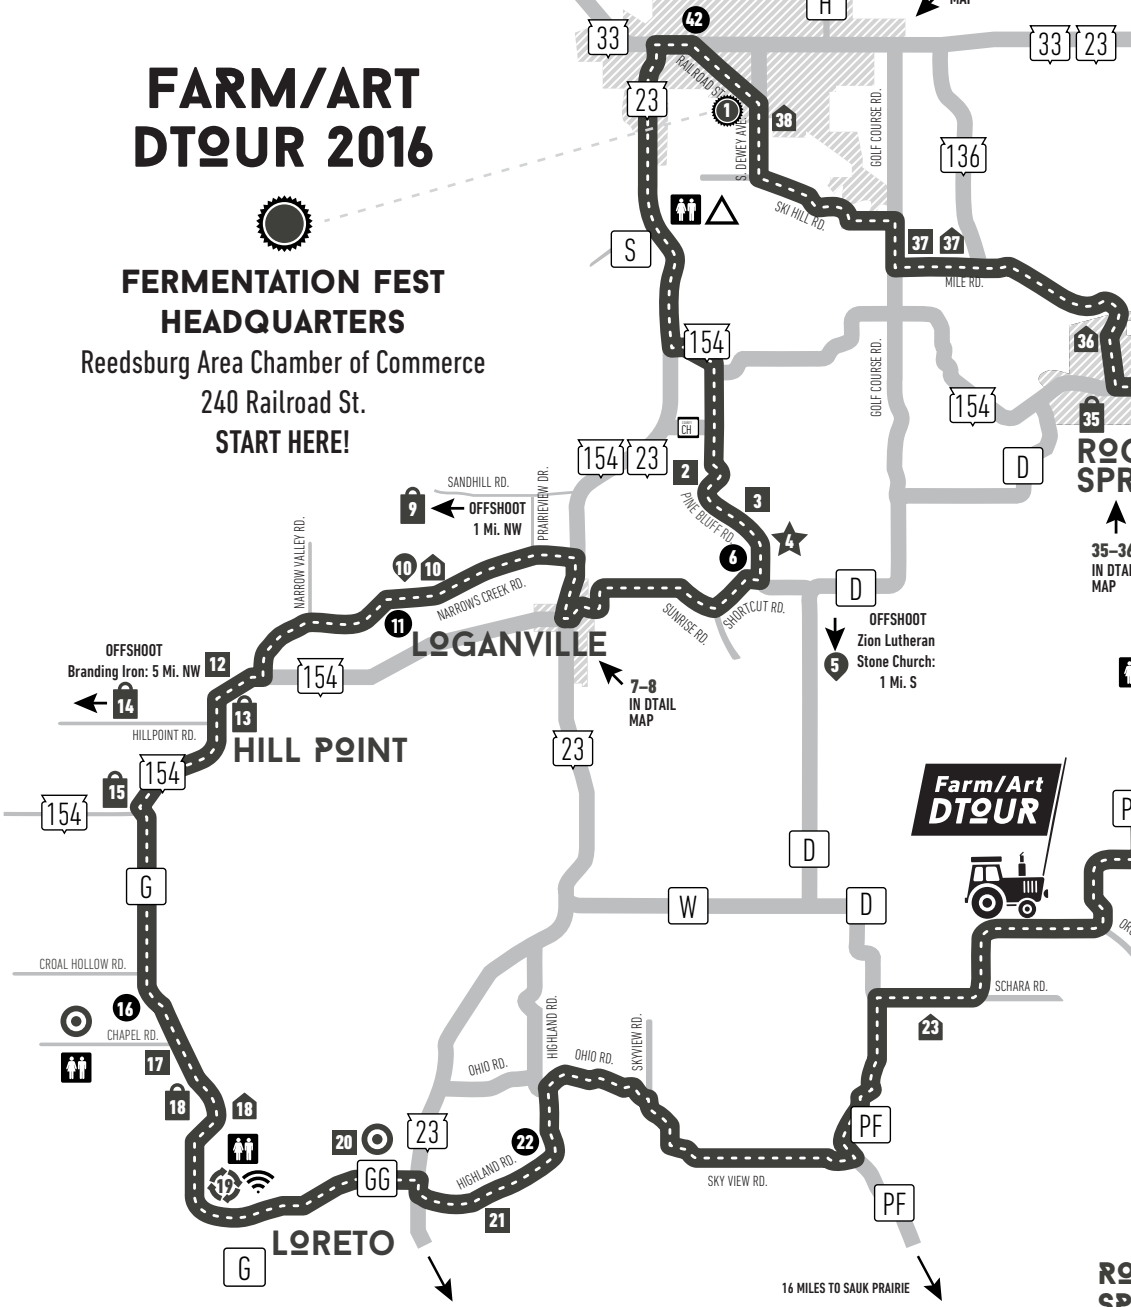 FARM/ART
DTOUR 2016
FERMENTATION FEST
HEADQUARTERS
Reedsburg Area Chamber of Commerce
240 Railroad St.
START HERE!
H
MAP
42
33
33
23
23
RAILROAD ST.
1
38
S. DEWEY AVE.
GOLF COURSE RD.
136
SKI HILL RD.
S
37
37
MILE RD.
154
36
GOLF COURSE RD.
154
35
CH
154
23
2
D
SANDHILL RD.
PRAIRIEVIEW DR.
9
OFFSHOOT
1 Mi. NW
3
PINE BLUFF RD.
4
6
35–36
IN DTAIL
MAP
NARROW VALLEY RD.
10
10
NARROWS CREEK RD.
11
LOGANVILLE
SUNRISE RD.
SHORTCUT RD.
D
OFFSHOOT
Zion Lutheran
Stone Church:
1 Mi. S
5
OFFSHOOT
Branding Iron: 5 Mi. NW
12
14
13
154
7–8
IN DTAIL
MAP
HILLPOINT RD.
HILL POINT
23
154
15
154
Farm/Art
DTOUR
P
G
D
W
D
CROAL HOLLOW RD.
16
CHAPEL RD.
17
SCHARA RD.
23
HIGHLAND RD.
OHIO RD.
OHIO RD.
SKYVIEW RD.
18
18
20
23
22
PF
19
GG
HIGHLAND RD.
SKY VIEW RD.
21
PF
LORETO
G
16 MILES TO SAUK PRAIRIE